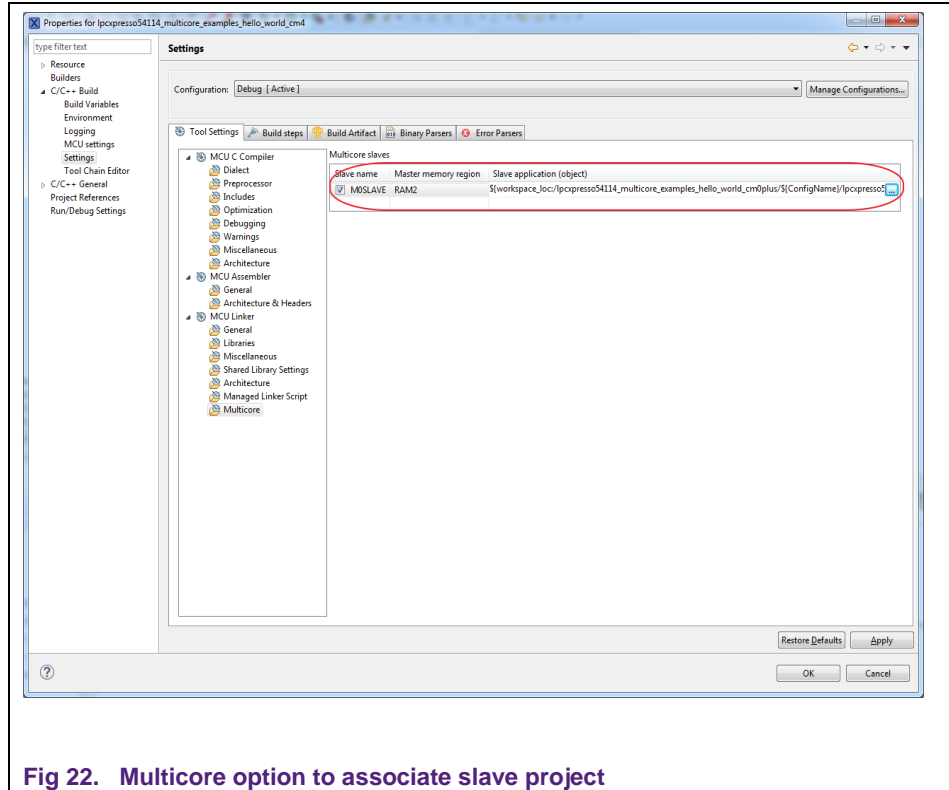 Properties for lpcxpresso54114_multicore_examples_hello_world_cm4
type filter text
Resource
Builders
C/C++ Build
Build Variables
Environment
Logging
MCU settings
Settings
Tool Chain Editor
C/C++ General
Project References
Run/Debug Settings
Settings
Configuration: Debug [ Active ]
Manage Configurations...
Tool Settings Build steps Build Artifact Binary Parsers Error Parsers
MCU C Compiler
Dialect
Preprocessor
Includes
Optimization
Debugging
Warnings
Miscellaneous
Architecture
MCU Assembler
General
Architecture & Headers
MCU Linker
General
Libraries
Miscellaneous
Shared Library Settings
Architecture
Managed Linker Script
Multicore
Multicore slaves
Slave name Master memory region Slave application (object)
M0SLAVE RAM2 ${workspace_loc:/lpcxpresso54114_multicore_examples_hello_world_cm0plus/${ConfigName}/lpcxpresso5 ...
Restore Defaults Apply
? OK Cancel
Fig 22. Multicore option to associate slave project